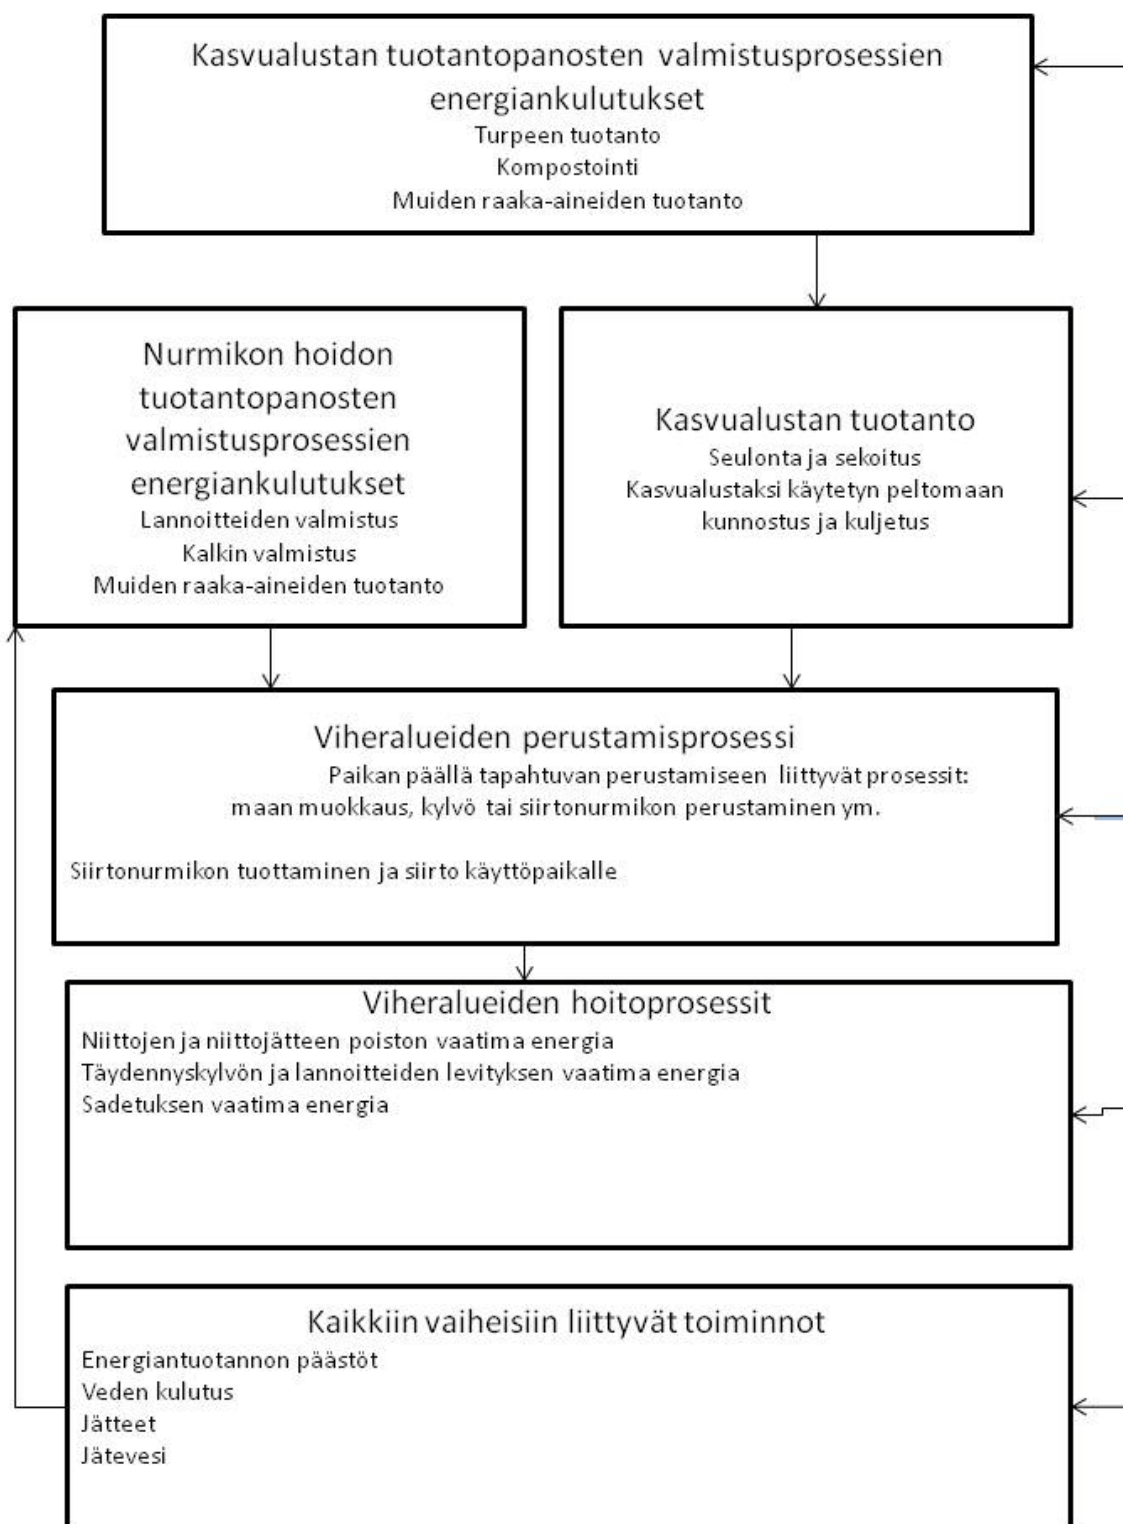 Kasvualustan tuotantopanosten valmistusprosessien
energiankulutukset
Turpeen tuotanto
Kompostointi
Muiden raaka-aineiden tuotanto
Nurmikon hoidon
tuotantopanosten
valmistusprosessien
energiankulutukset
Lannoitteiden valmistus
Kalkin valmistus
Muiden raaka-aineiden tuotanto
Kasvualustan tuotanto
Seulonta ja sekoitus
Kasvualustaksi käytetyn peltomaan
kunnostus ja kuljetus
Viheralueiden perustamisprosessi
Paikan päällä tapahtuvan perustamiseen liittyvät prosessit:
maan muokkaus, kylvö tai siirtonurmikon perustaminen ym.
Siirtonurmikon tuottaminen ja siirto käyttöpaikalle
Viheralueiden hoitoprosessit
Niittojen ja niittojätteen poiston vaatima energia
Täydennyskylvön ja lannoitteiden levityksen vaatima energia
Sadetuksen vaatima energia
Kaikkiin vaiheisiin liittyvät toiminnot
Energiantuotannon päästöt
Veden kulutus
Jätteet
Jätevesi